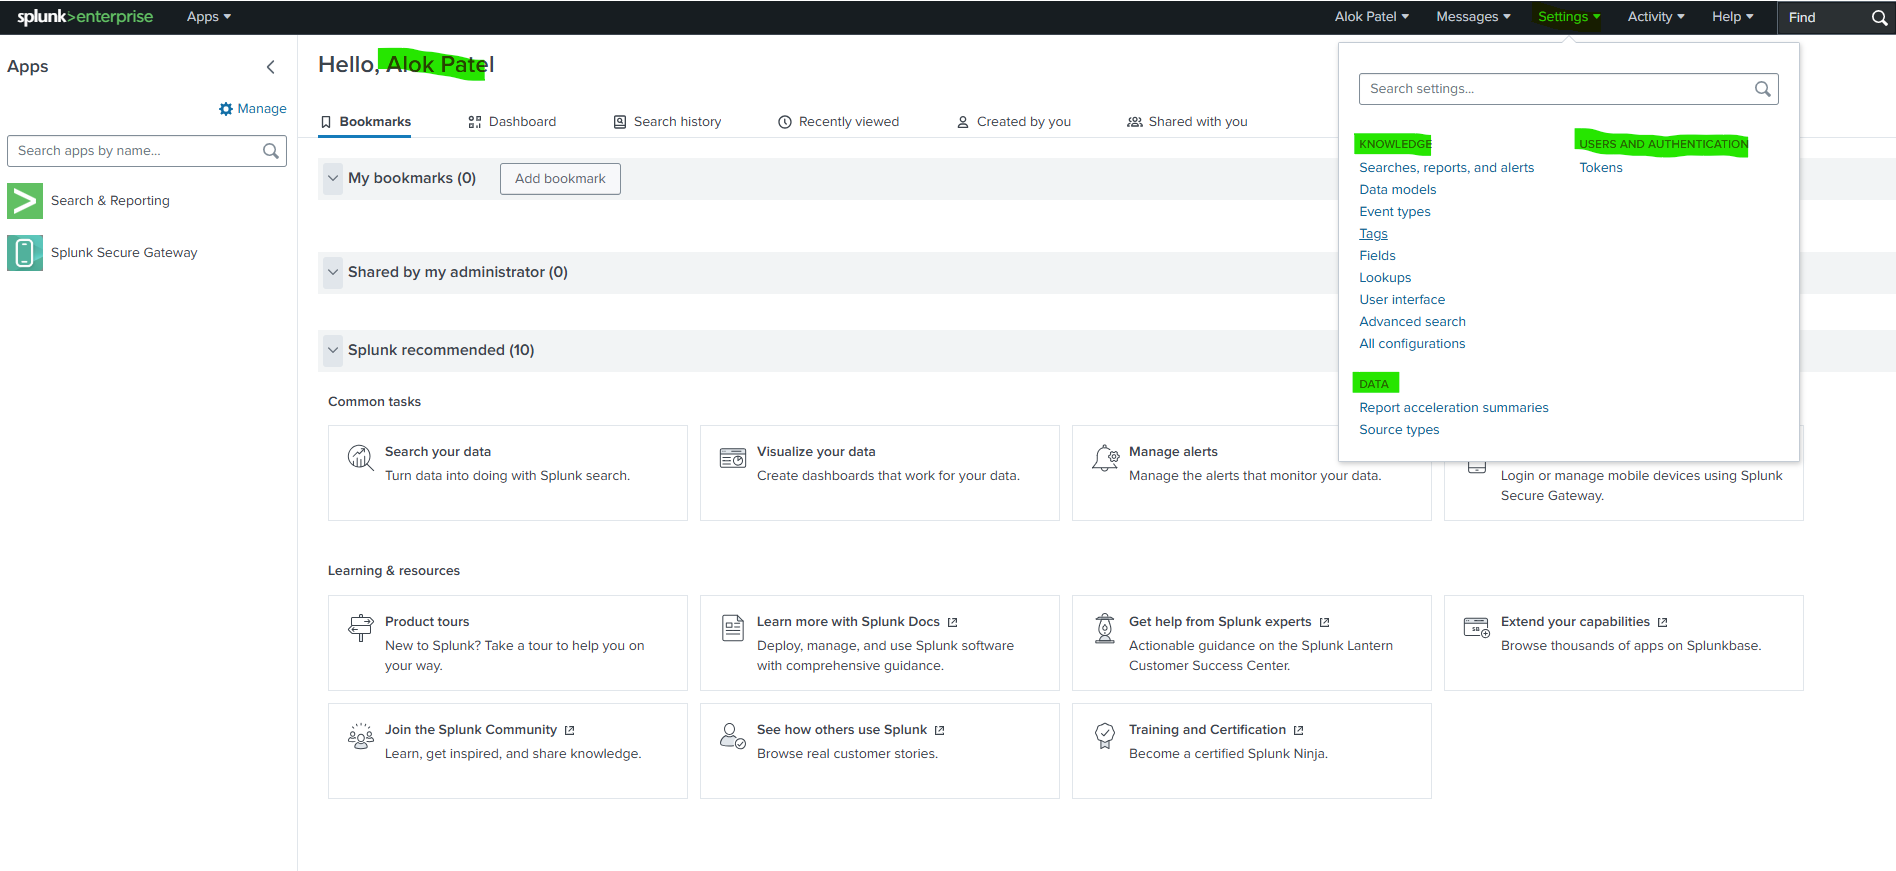 splunk>enterprise Apps Alok Patel Messages Settings Activity Help Find
Apps
Manage
Search apps by name...
Search & Reporting
Splunk Secure Gateway
Hello, Alok Patel
Bookmarks Dashboard Search history Recently viewed Created by you Shared with you
My bookmarks (0) Add bookmark
Shared by my administrator (0)
Splunk recommended (10)
Common tasks
Search your data
Turn data into doing with Splunk search.
Visualize your data
Create dashboards that work for your data.
Manage alerts
Manage the alerts that monitor your data.
Login or manage mobile devices using Splunk
Secure Gateway.
Learning & resources
Product tours
New to Splunk? Take a tour to help you on
your way.
Learn more with Splunk Docs
Deploy, manage, and use Splunk software
with comprehensive guidance.
Get help from Splunk experts
Actionable guidance on the Splunk Lantern
Customer Success Center.
Extend your capabilities
SB
Browse thousands of apps on Splunkbase.
Join the Splunk Community
Learn, get inspired, and share knowledge.
See how others use Splunk
Browse real customer stories.
Training and Certification
Become a certified Splunk Ninja.
Search settings...
KNOWLEDGE
Searches, reports, and alerts
Data models
Event types
Tags
Fields
Lookups
User interface
Advanced search
All configurations
DATA
Report acceleration summaries
Source types
USERS AND AUTHENTICATION
Tokens